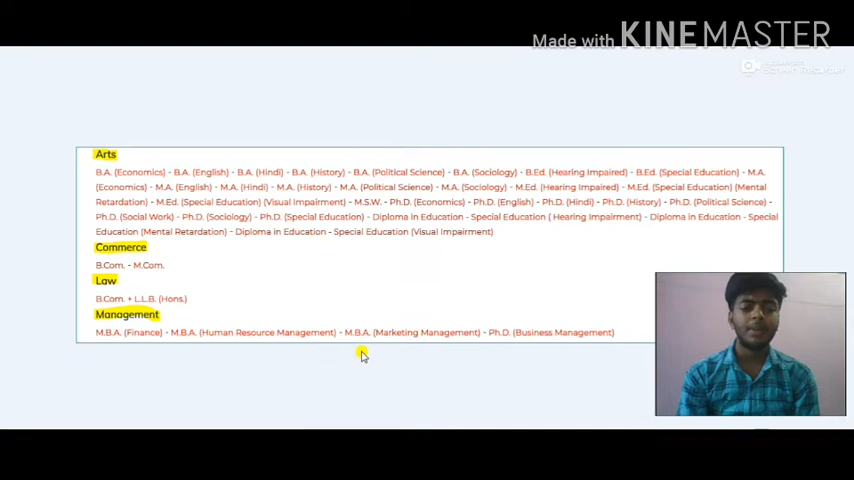 Made with KINEMASTER
Screen Recorder
Arts
B.A. (Economics) - B.A. (English) - B.A. (Hindi) - B.A. (History) - B.A. (Political Science) - B.A. (Sociology) - B.Ed. (Hearing Impaired) - B.Ed. (Special Education) - M.A.
(Economics) - M.A. (English) - M.A. (Hindi) - M.A. (History) - M.A. (Political Science) - M.A. (Sociology) - M.Ed. (Hearing Impaired) - M.Ed. (Special Education) (Mental
Retardation) - M.Ed. (Special Education) (Visual Impairment) - M.S.W. - Ph.D. (Economics) - Ph.D. (English) - Ph.D. (Hindi) - Ph.D. (History) - Ph.D. (Political Science) -
Ph.D. (Social Work) - Ph.D. (Sociology) - Ph.D. (Special Education) - Diploma in Education - Special Education ( Hearing Impairment) - Diploma in Education - Special
Education (Mental Retardation) - Diploma in Education - Special Education (Visual Impairment)
Commerce
B.Com. - M.Com.
Law
B.Com. + L.L.B. (Hons.)
Management
M.B.A. (Finance) - M.B.A. (Human Resource Management) - M.B.A. (Marketing Management) - Ph.D. (Business Management)